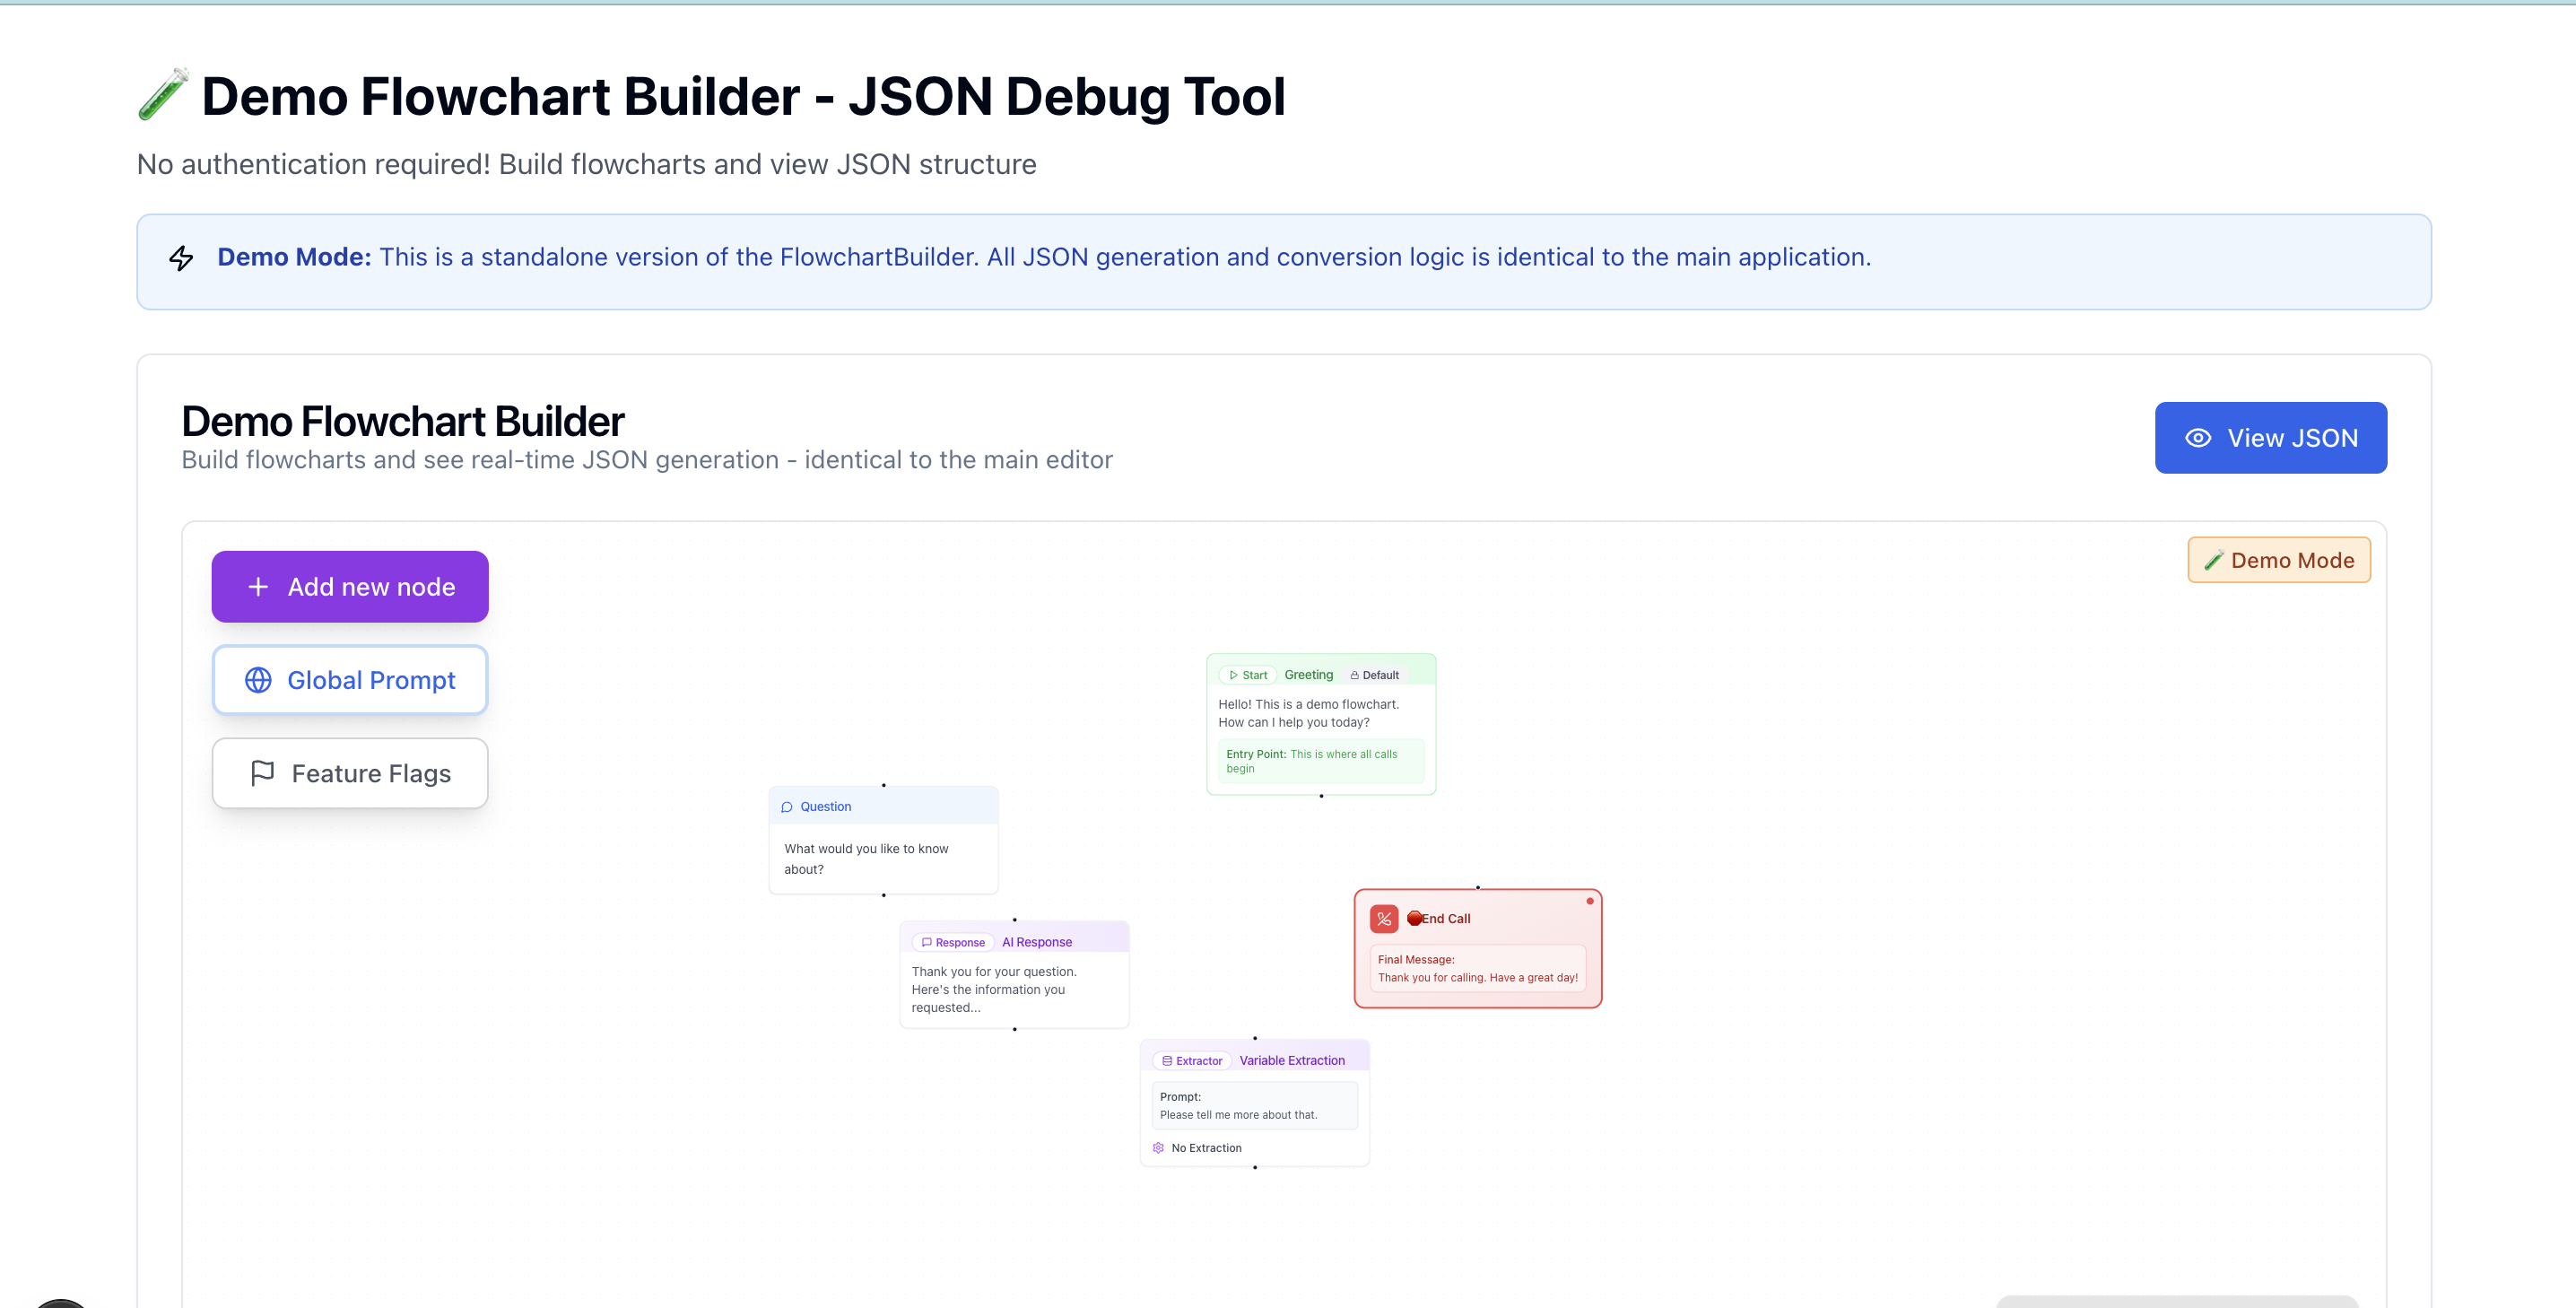 Demo Flowchart Builder - JSON Debug Tool
No authentication required! Build flowcharts and view JSON structure
Demo Mode: This is a standalone version of the FlowchartBuilder. All JSON generation and conversion logic is identical to the main application.
Demo Flowchart Builder
Build flowcharts and see real-time JSON generation - identical to the main editor
View JSON
Add new node
Global Prompt
Feature Flags
Demo Mode
Start Greeting Default
Hello! This is a demo flowchart.
How can I help you today?
Entry Point: This is where all calls
begin
Question
What would you like to know
about?
Response AI Response
Thank you for your question.
Here's the information you
requested...
End Call
Final Message:
Thank you for calling. Have a great day!
Extractor Variable Extraction
Prompt:
Please tell me more about that.
No Extraction